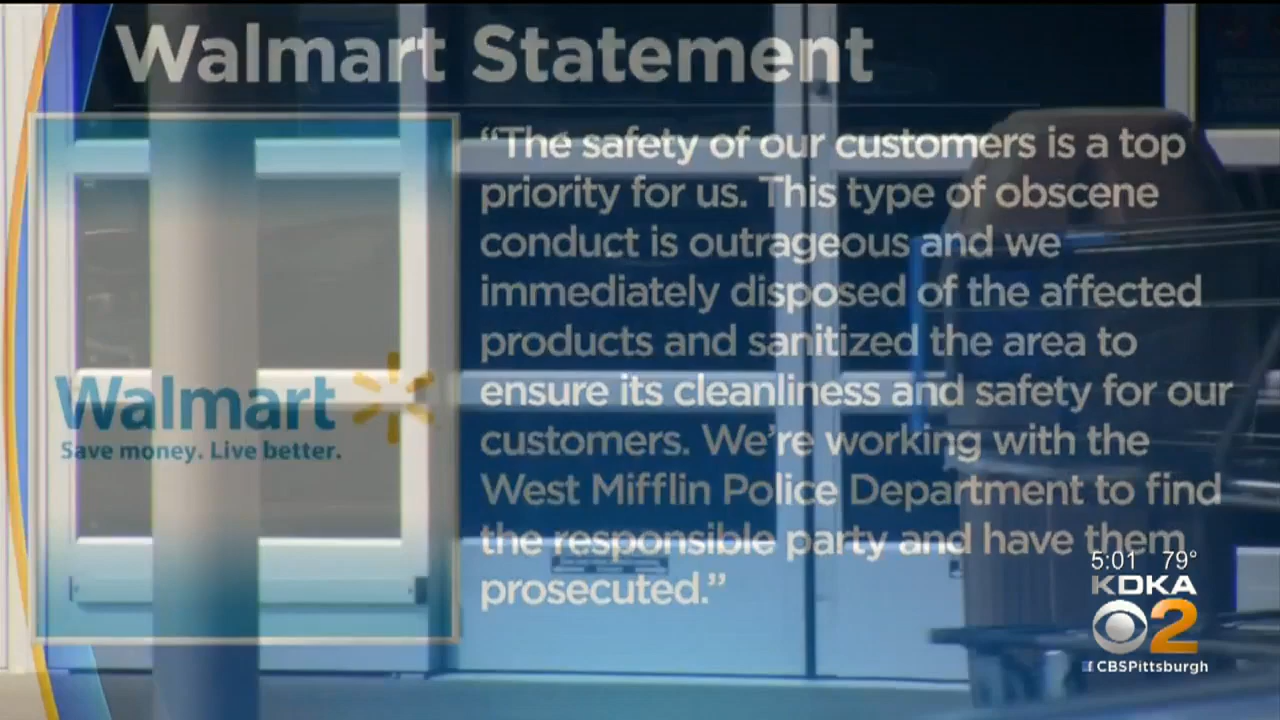 Walmart Statement
“The safety of our customers is a top
priority for us. This type of obscene
conduct is outrageous and we
immediately disposed of the affected
products and sanitized the area to
ensure its cleanliness and safety for our
customers. We’re working with the
West Mifflin Police Department to find
the responsible party and have them
prosecuted.”
Walmart
Save money. Live better.
5:01 79°
KDKA
2
f CBSPittsburgh